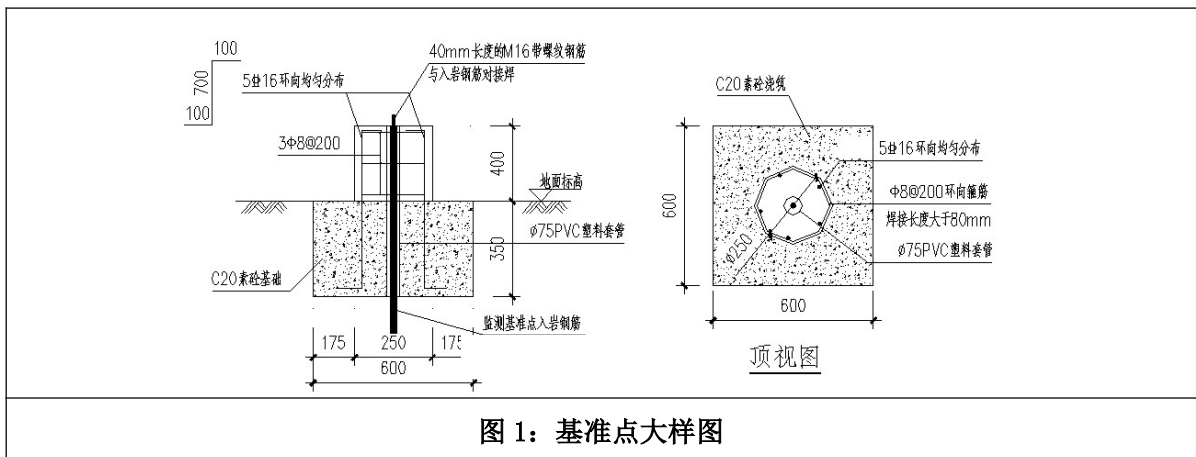 100
700
100
5⌀16环向均匀分布
3Φ8@200
40mm长度的M16带螺纹钢筋
与入岩钢筋对接焊
400
地面标高
350
ø75PVC塑料套管
C20素砼基础
监测基准点入岩钢筋
175
250
175
600
C20素砼浇筑
5⌀16环向均匀分布
Φ8@200环向箍筋
焊接长度大于80mm
ø75PVC塑料套管
ø250
600
600
顶视图
图 1：基准点大样图